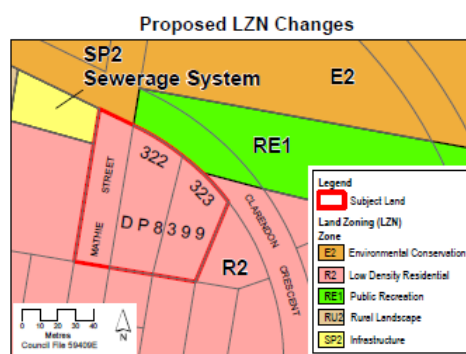 Proposed LZN Changes
SP2
Sewerage System
E2
RE1
322
323
STREET
MATHIE
DP8399
R2
CLARENDON
CRESCENT
Legend
Subject Land
Land Zoning (LZN)
Zone
E2 Environmental Conservation
R2 Low Density Residential
RE1 Public Recreation
RU2 Rural Landscape
SP2 Infrastructure
0 10 20 30 40
Metres
N
Council File 59409E